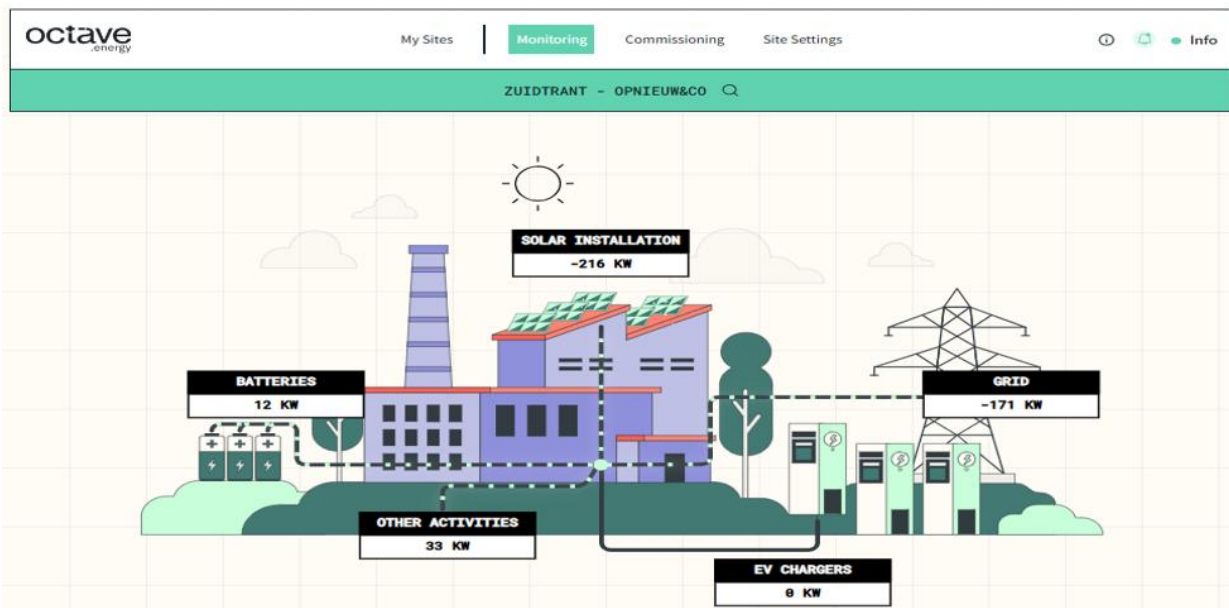 octave
.energy
My Sites
Monitoring
Commissioning
Site Settings
Info
ZUIDTRANT - OPNIEUW&CO
SOLAR INSTALLATION
-216 KW
BATTERIES
12 KW
GRID
-171 KW
OTHER ACTIVITIES
33 KW
EV CHARGERS
0 KW